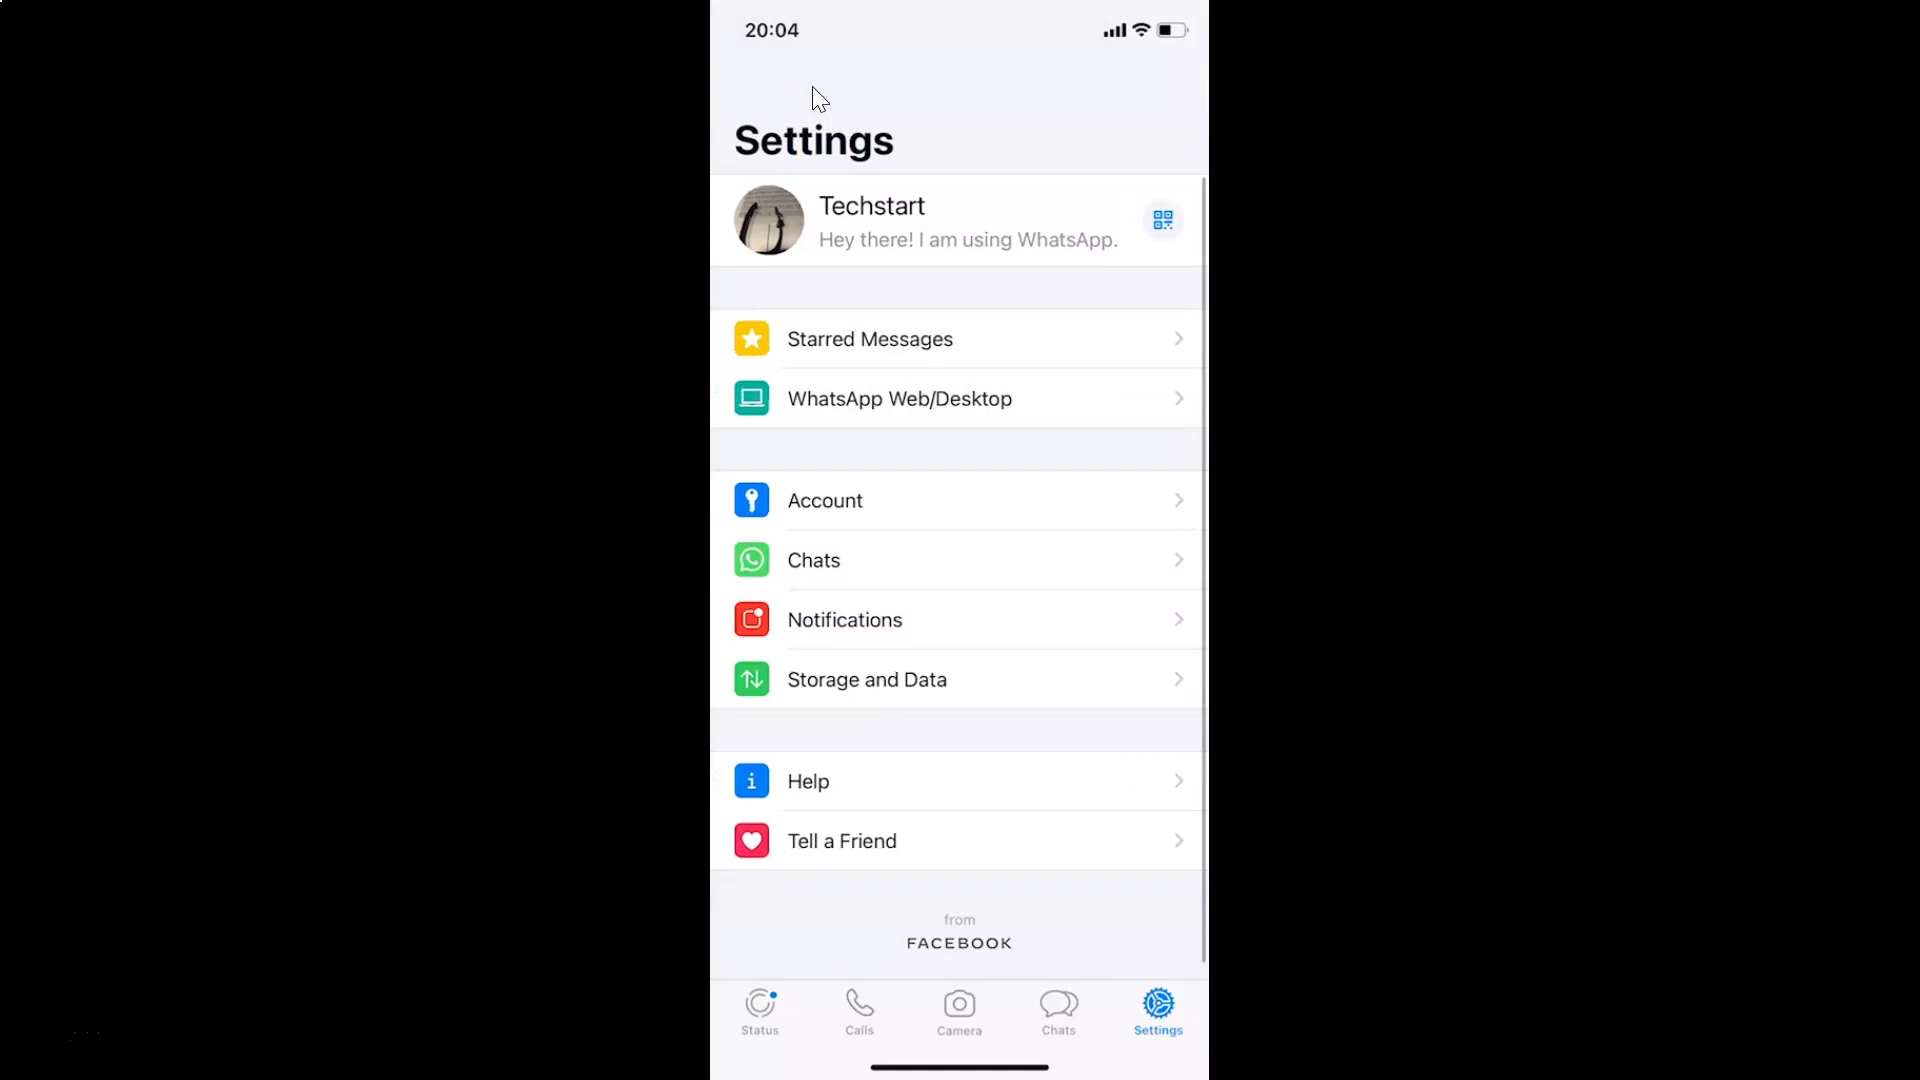 20:04
Settings
Techstart
Hey there! I am using WhatsApp.
Starred Messages
WhatsApp Web/Desktop
Account
Chats
Notifications
Storage and Data
Help
Tell a Friend
from
FACEBOOK
Status
Calls
Camera
Chats
Settings